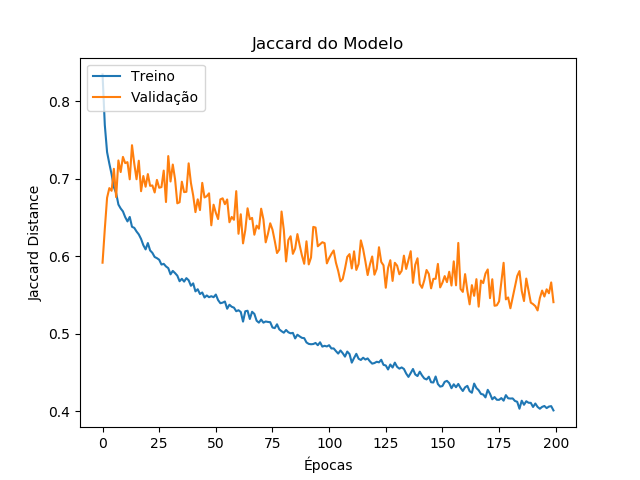 Jaccard do Modelo
Treino
Validação
Jaccard Distance
0.8
0.7
0.6
0.5
0.4
0 25 50 75 100 125 150 175 200
Épocas